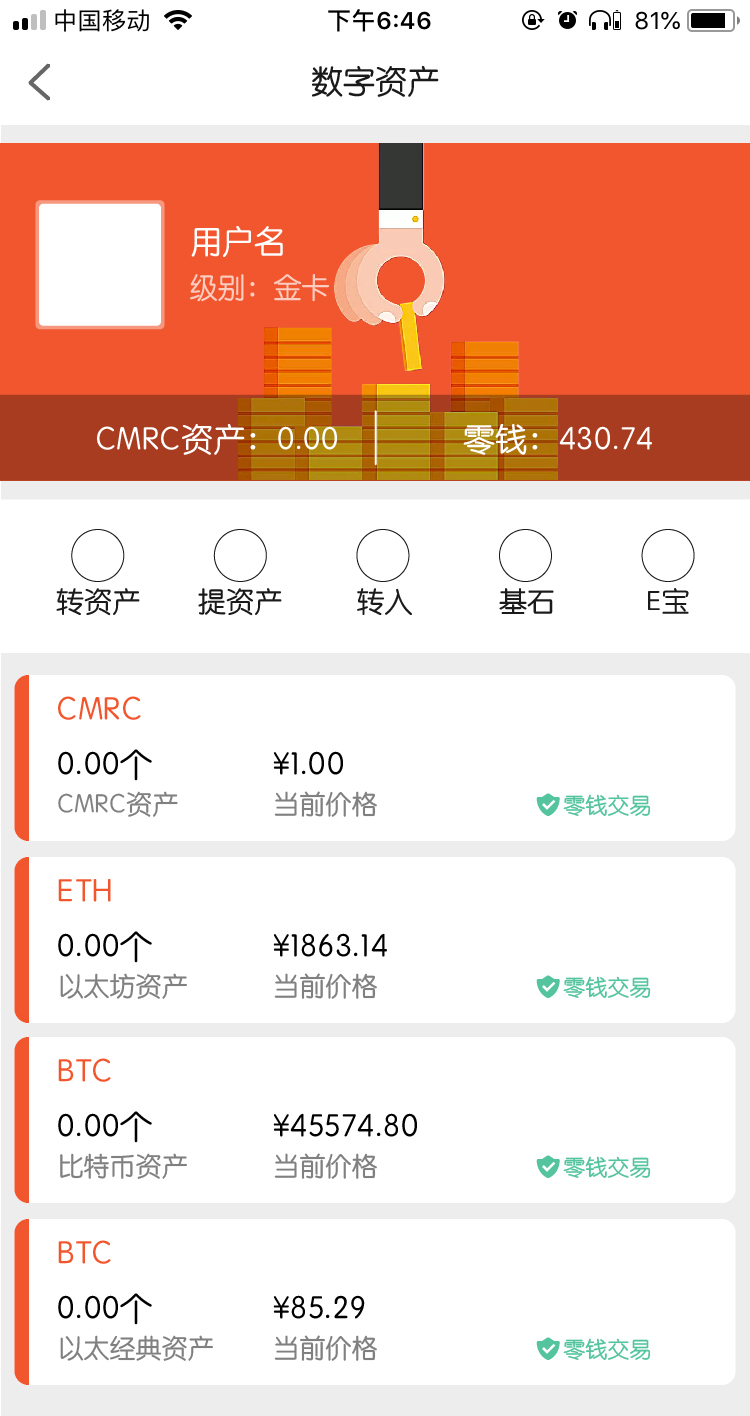 中国移动 下午6:46 81%
数字资产
用户名
级别：金卡
CMRC资产：0.00 零钱：430.74
转资产 提资产 转入 基石 E宝
CMRC
0.00个 ¥1.00
CMRC资产 当前价格 零钱交易
ETH
0.00个 ¥1863.14
以太坊资产 当前价格 零钱交易
BTC
0.00个 ¥45574.80
比特币资产 当前价格 零钱交易
BTC
0.00个 ¥85.29
以太经典资产 当前价格 零钱交易